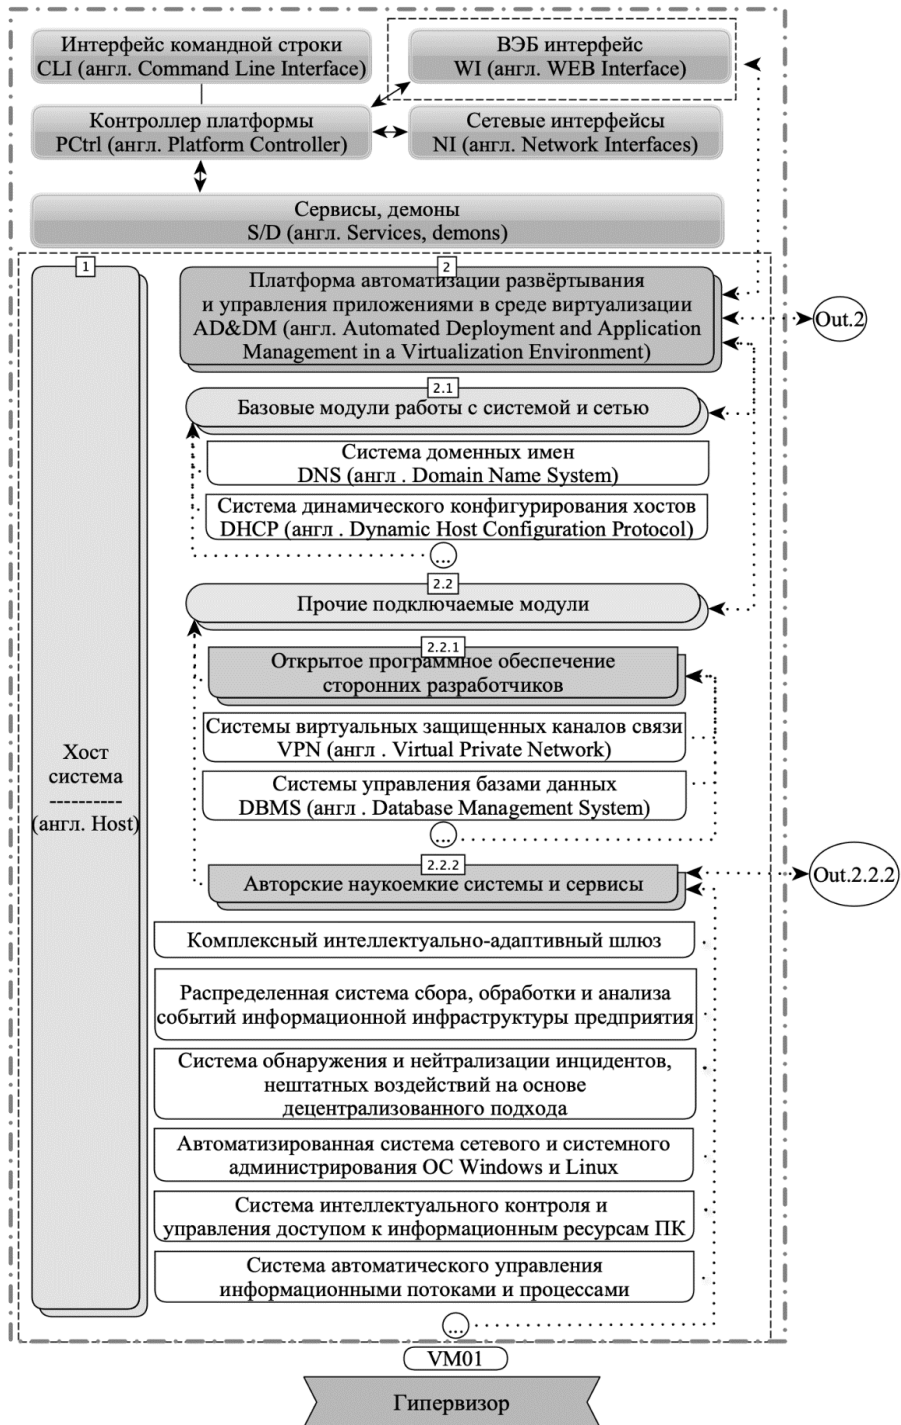 Интерфейс командной строки
CLI (англ. Command Line Interface)
ВЭБ интерфейс
WI (англ. WEB Interface)
Контроллер платформы
PCtrl (англ. Platform Controller)
Сетевые интерфейсы
NI (англ. Network Interfaces)
Сервисы, демоны
S/D (англ. Services, demons)
1
Хост
система
----------
(англ. Host)
2
Платформа автоматизации развёртывания
и управления приложениями в среде виртуализации
AD&DM (англ. Automated Deployment and Application
Management in a Virtualization Environment)
Out.2
2.1
Базовые модули работы с системой и сетью
Система доменных имен
DNS (англ . Domain Name System)
Система динамического конфигурирования хостов
DHCP (англ . Dynamic Host Configuration Protocol)
...
2.2
Прочие подключаемые модули
2.2.1
Открытое программное обеспечение
сторонних разработчиков
Системы виртуальных защищенных каналов связи
VPN (англ . Virtual Private Network)
Системы управления базами данных
DBMS (англ . Database Management System)
...
2.2.2
Авторские наукоемкие системы и сервисы
Out.2.2.2
Комплексный интеллектуально-адаптивный шлюз
Распределенная система сбора, обработки и анализа
событий информационной инфраструктуры предприятия
Система обнаружения и нейтрализации инцидентов,
нештатных воздействий на основе
децентрализованного подхода
Автоматизированная система сетевого и системного
администрирования ОС Windows и Linux
Система интеллектуального контроля и
управления доступом к информационным ресурсам ПК
Система автоматического управления
информационными потоками и процессами
...
VM01
Гипервизор